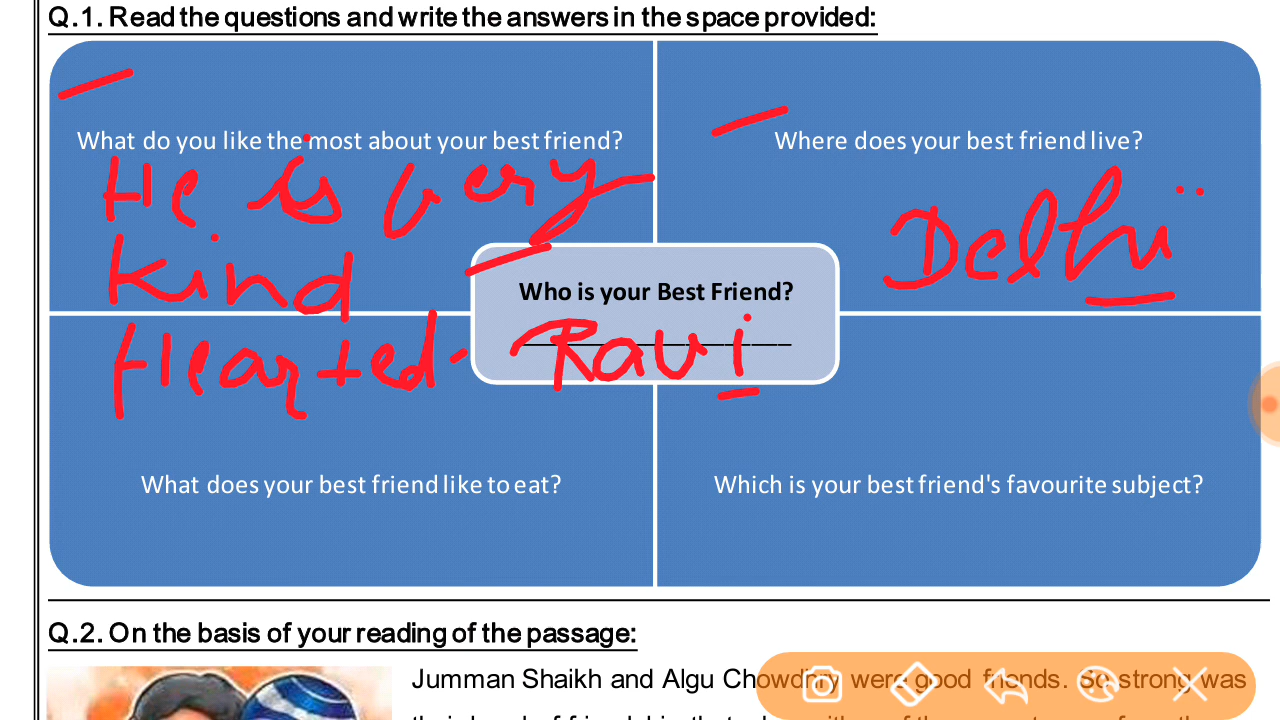 Q.1. Read the questions and write the answers in the space provided:
What do you like the most about your best friend?
He is very
kind
Hearted.
Where does your best friend live?
Delhi
Who is your Best Friend?
Ravi
What does your best friend like to eat?
Which is your best friend's favourite subject?
Q.2. On the basis of your reading of the passage:
Jumman Shaikh and Algu Chowdhry were good friends. So strong was